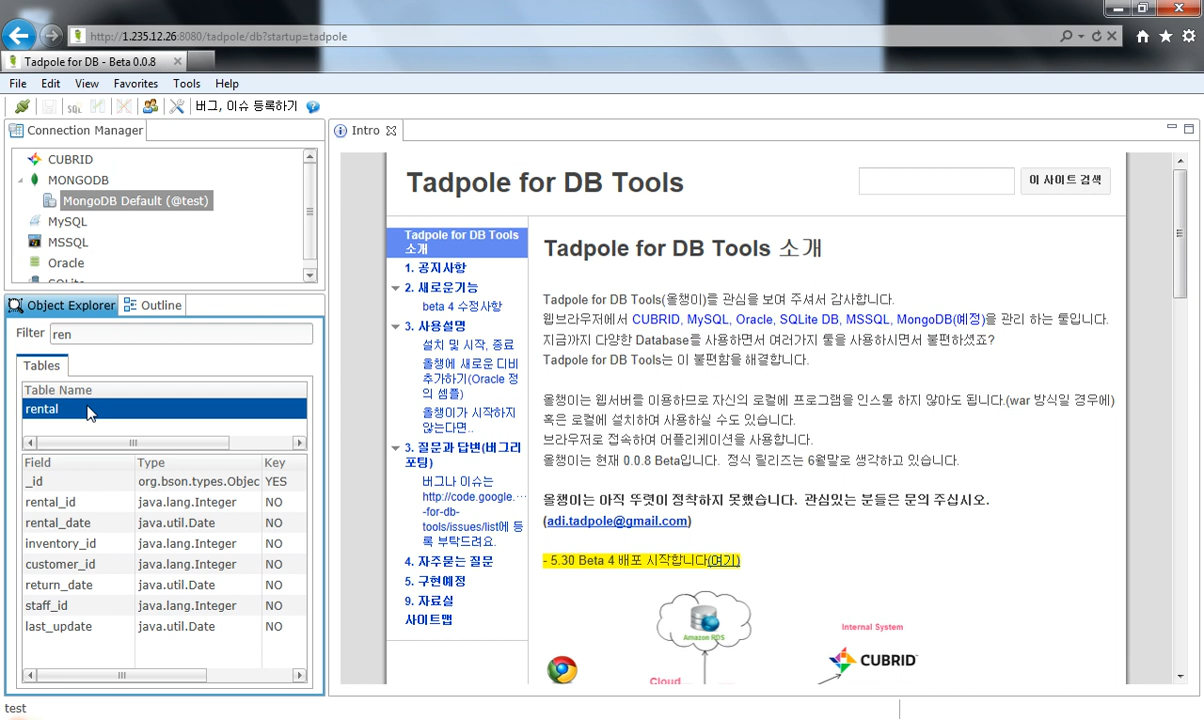 http://1.235.12.26:8080/tadpole/db?startup=tadpole
Tadpole for DB - Beta 0.0.8
File Edit View Favorites Tools Help
SQL 버그, 이슈 등록하기
Connection Manager
CUBRID
MONGODB
MongoDB Default (@test)
MySQL
MSSQL
Oracle
Object Explorer Outline
Filter ren
Tables
Table Name
rental
Field Type Key
_id org.bson.types.Objec YES
rental_id java.lang.Integer NO
rental_date java.util.Date NO
inventory_id java.lang.Integer NO
customer_id java.lang.Integer NO
return_date java.util.Date NO
staff_id java.lang.Integer NO
last_update java.util.Date NO
test
Intro
Tadpole for DB Tools
이 사이트 검색
Tadpole for DB Tools
소개
1. 공지사항
2. 새로운기능
beta 4 수정사항
3. 사용설명
설치 및 시작, 종료
올챙에 새로운 디비
추가하기(Oracle 정
의 셈플)
올챙이가 시작하지
않는다면..
3. 질문과 답변(버그리
포팅)
버그나 이슈는
http://code.google.…
-for-db-
tools/issues/list에 등
록 부탁드려요.
4. 자주묻는 질문
5. 구현예정
9. 자료실
사이트맵
Tadpole for DB Tools 소개
Tadpole for DB Tools(올챙이)를 관심을 보여 주셔서 감사합니다.
웹브라우저에서 CUBRID, MySQL, Oracle, SQLite DB, MSSQL, MongoDB(예정)을 관리 하는 툴입니다.
지금까지 다양한 Database를 사용하면서 여러가지 툴을 사용하시면서 불편하셨죠?
Tadpole for DB Tools는 이 불편함을 해결합니다.
올챙이는 웹서버를 이용하므로 자신의 로컬에 프로그램을 인스톨 하지 않아도 됩니다.(war 방식일 경우에)
혹은 로컬에 설치하여 사용하실 수도 있습니다.
브라우저로 접속하여 어플리케이션을 사용합니다.
올챙이는 현재 0.0.8 Beta입니다. 정식 릴리즈는 6월말로 생각하고 있습니다.
올챙이는 아직 뚜렷이 정착하지 못했습니다. 관심있는 분들은 문의 주십시오.
(adi.tadpole@gmail.com)
- 5.30 Beta 4 배포 시작합니다(여기)
Amazon RDS
Internal System
CUBRID
Cloud